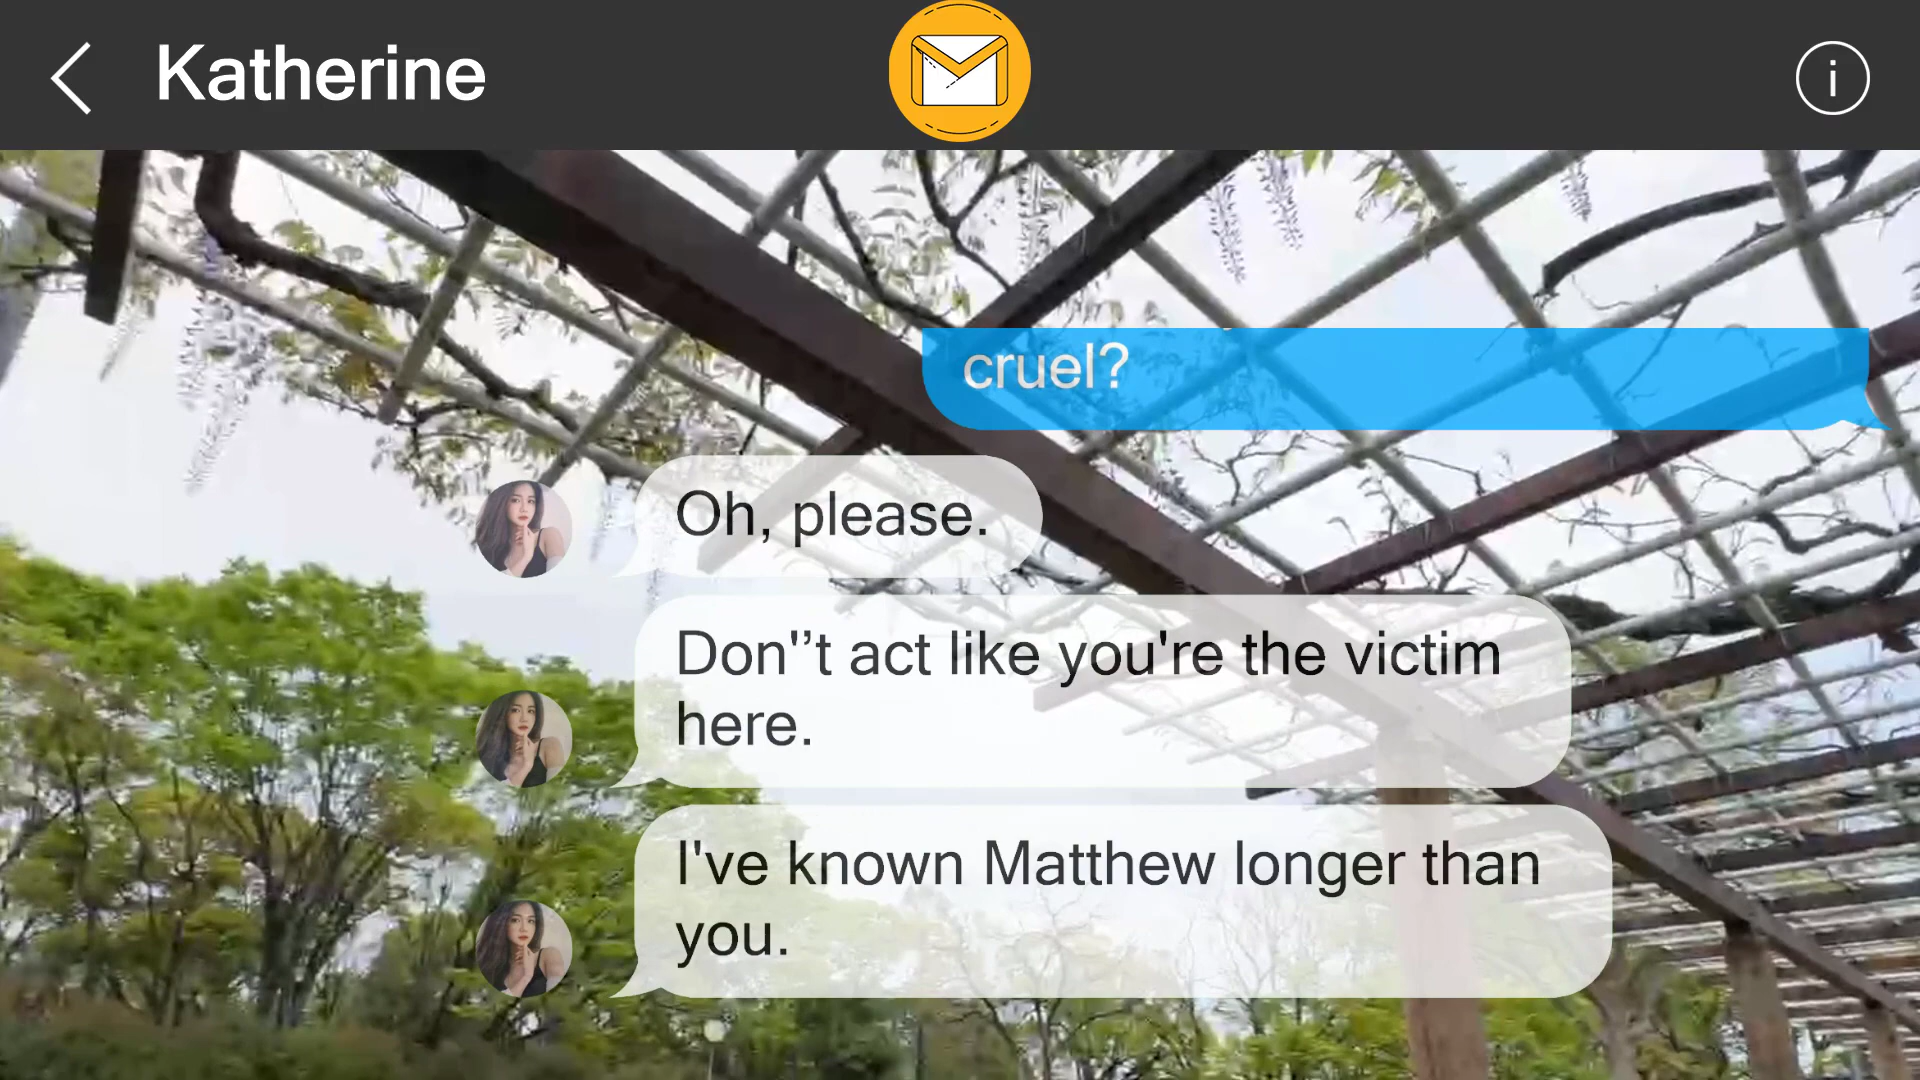 Katherine
cruel?
Oh, please.
Don'’t act like you're the victim
here.
I've known Matthew longer than
you.